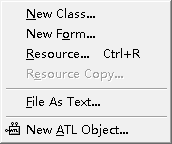 New Class...
New Form...
Resource... Ctrl+R
Resource Copy...
File As Text...
New ATL Object...